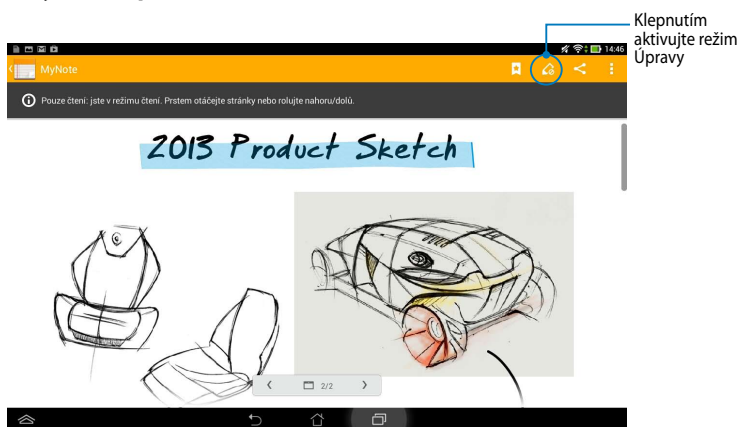 Klepnutím
aktivujte režim
Úpravy
14:46
MyNote
Pouze čtení: jste v režimu čtení. Prstem otáčejte stránky nebo rolujte nahoru/dolů.
2013 Product Sketch
2/2